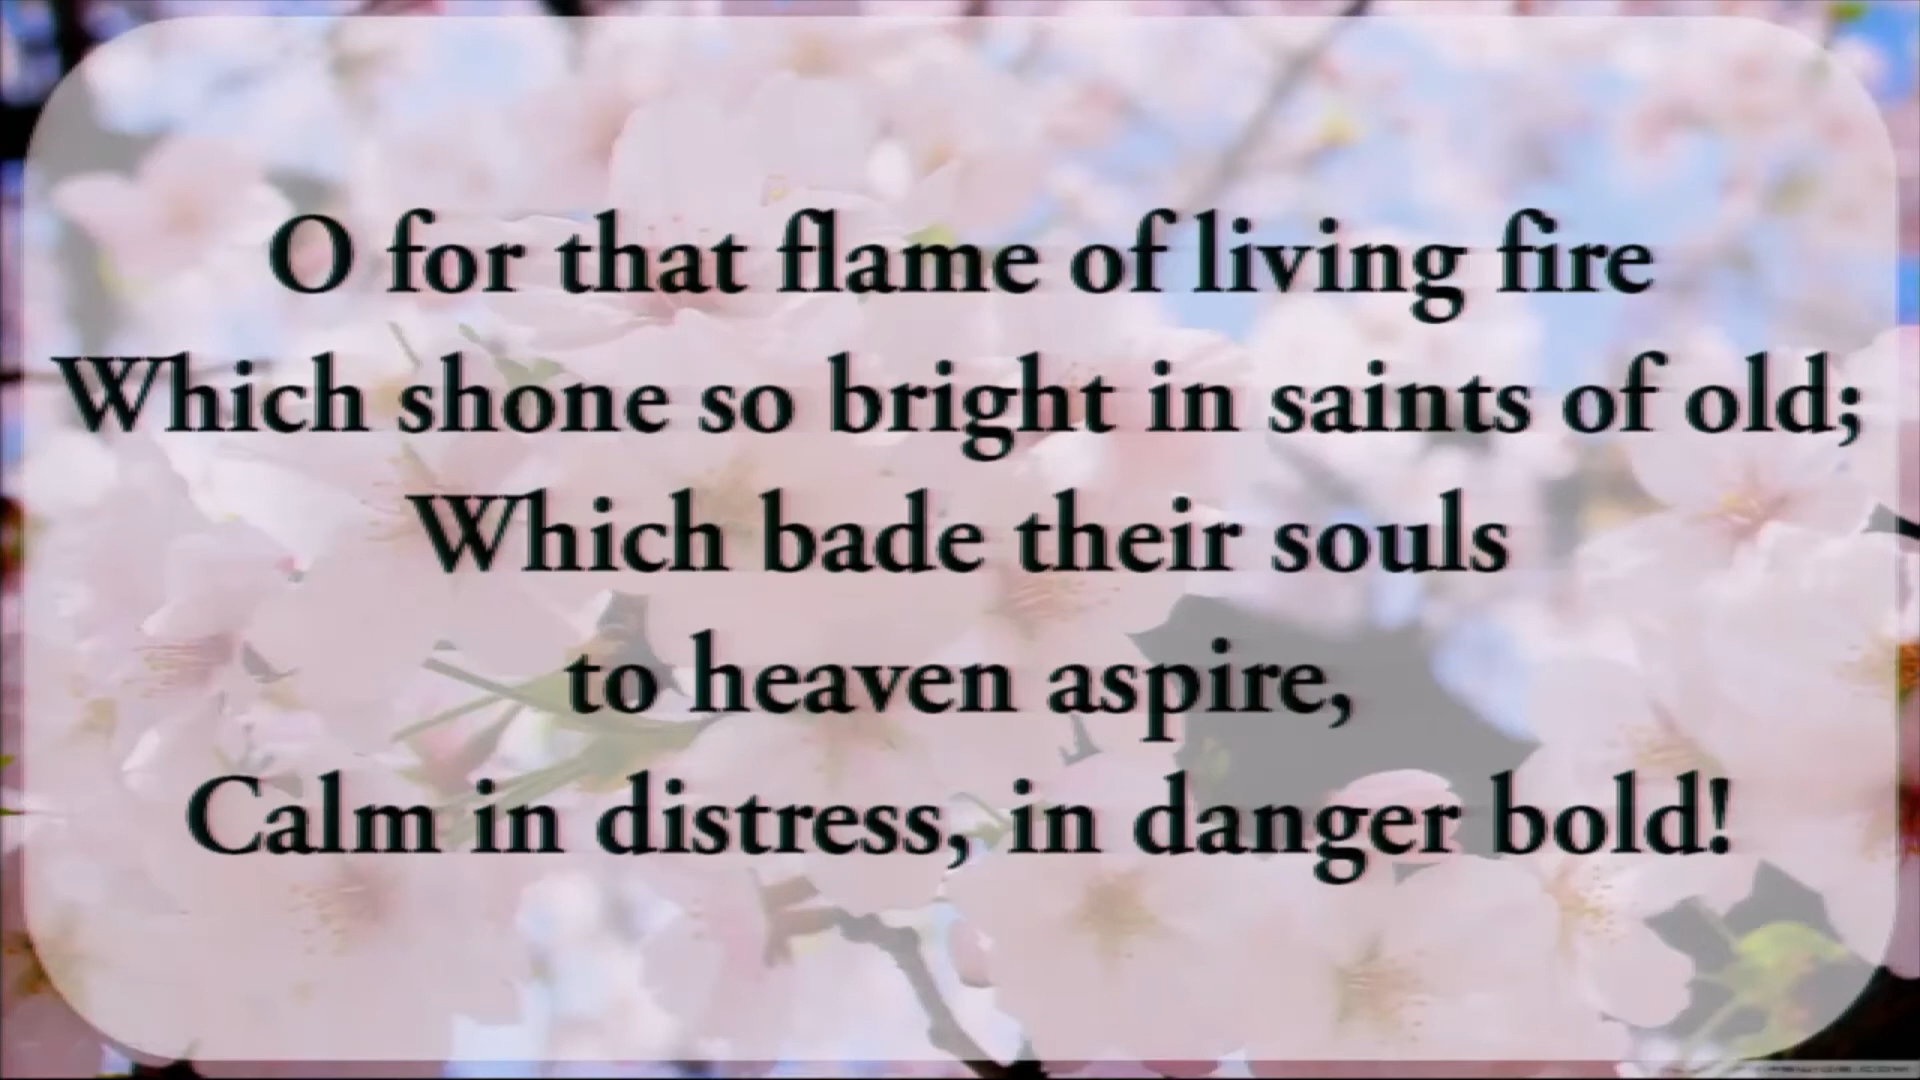 O for that flame of living fire
Which shone so bright in saints of old;
Which bade their souls
to heaven aspire,
Calm in distress, in danger bold!